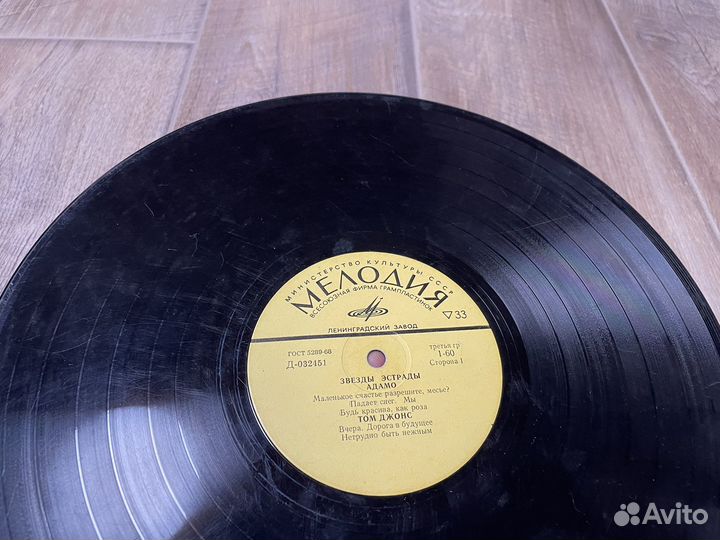 МИНИСТЕРСТВО КУЛЬТУРЫ СССР
МЕЛОДИЯ
ВСЕСОЮЗНАЯ ФИРМА ГРАМПЛАСТИНОК
33
ЛЕНИНГРАДСКИЙ ЗАВОД
ГОСТ 5289-68
Д-032451
третья гр
1-60
Сторона 1
ЗВЕЗДЫ ЭСТРАДЫ
АДАМО
Маленькое счастье разрешите, месье?
Падает снег. Мы
Будь красива, как роза
ТОМ ДЖОНС
Вчера. Дорога в будущее
Нетрудно быть нежным
Avito